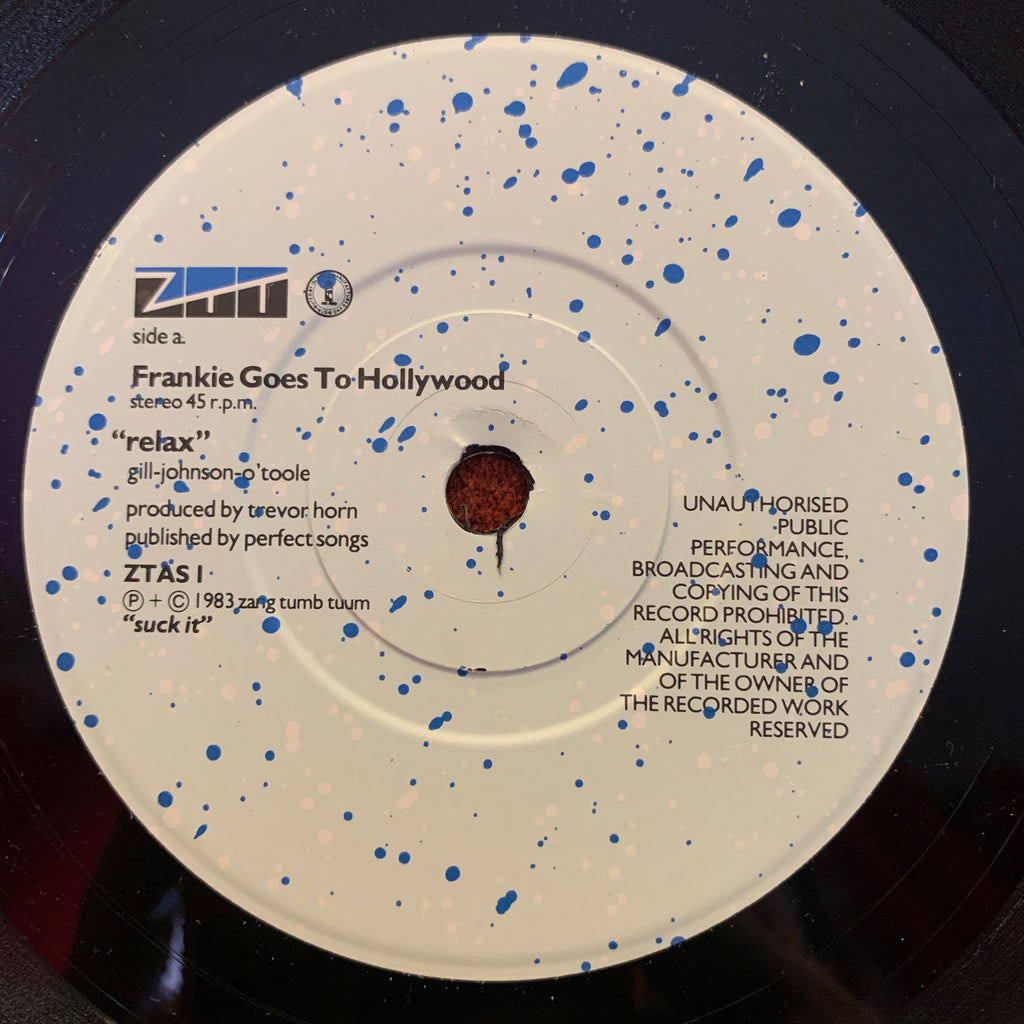 ZTT
side a.
Frankie Goes To Hollywood
stereo 45 r.p.m.
“relax”
gill-johnson-o'toole
produced by trevor horn
published by perfect songs
ZTAS 1
Ⓟ + © 1983 zang tumb tuum
“suck it”
UNAUTHORISED
PUBLIC
PERFORMANCE,
BROADCASTING AND
COPYING OF THIS
RECORD PROHIBITED.
ALL RIGHTS OF THE
MANUFACTURER AND
OF THE OWNER OF
THE RECORDED WORK
RESERVED